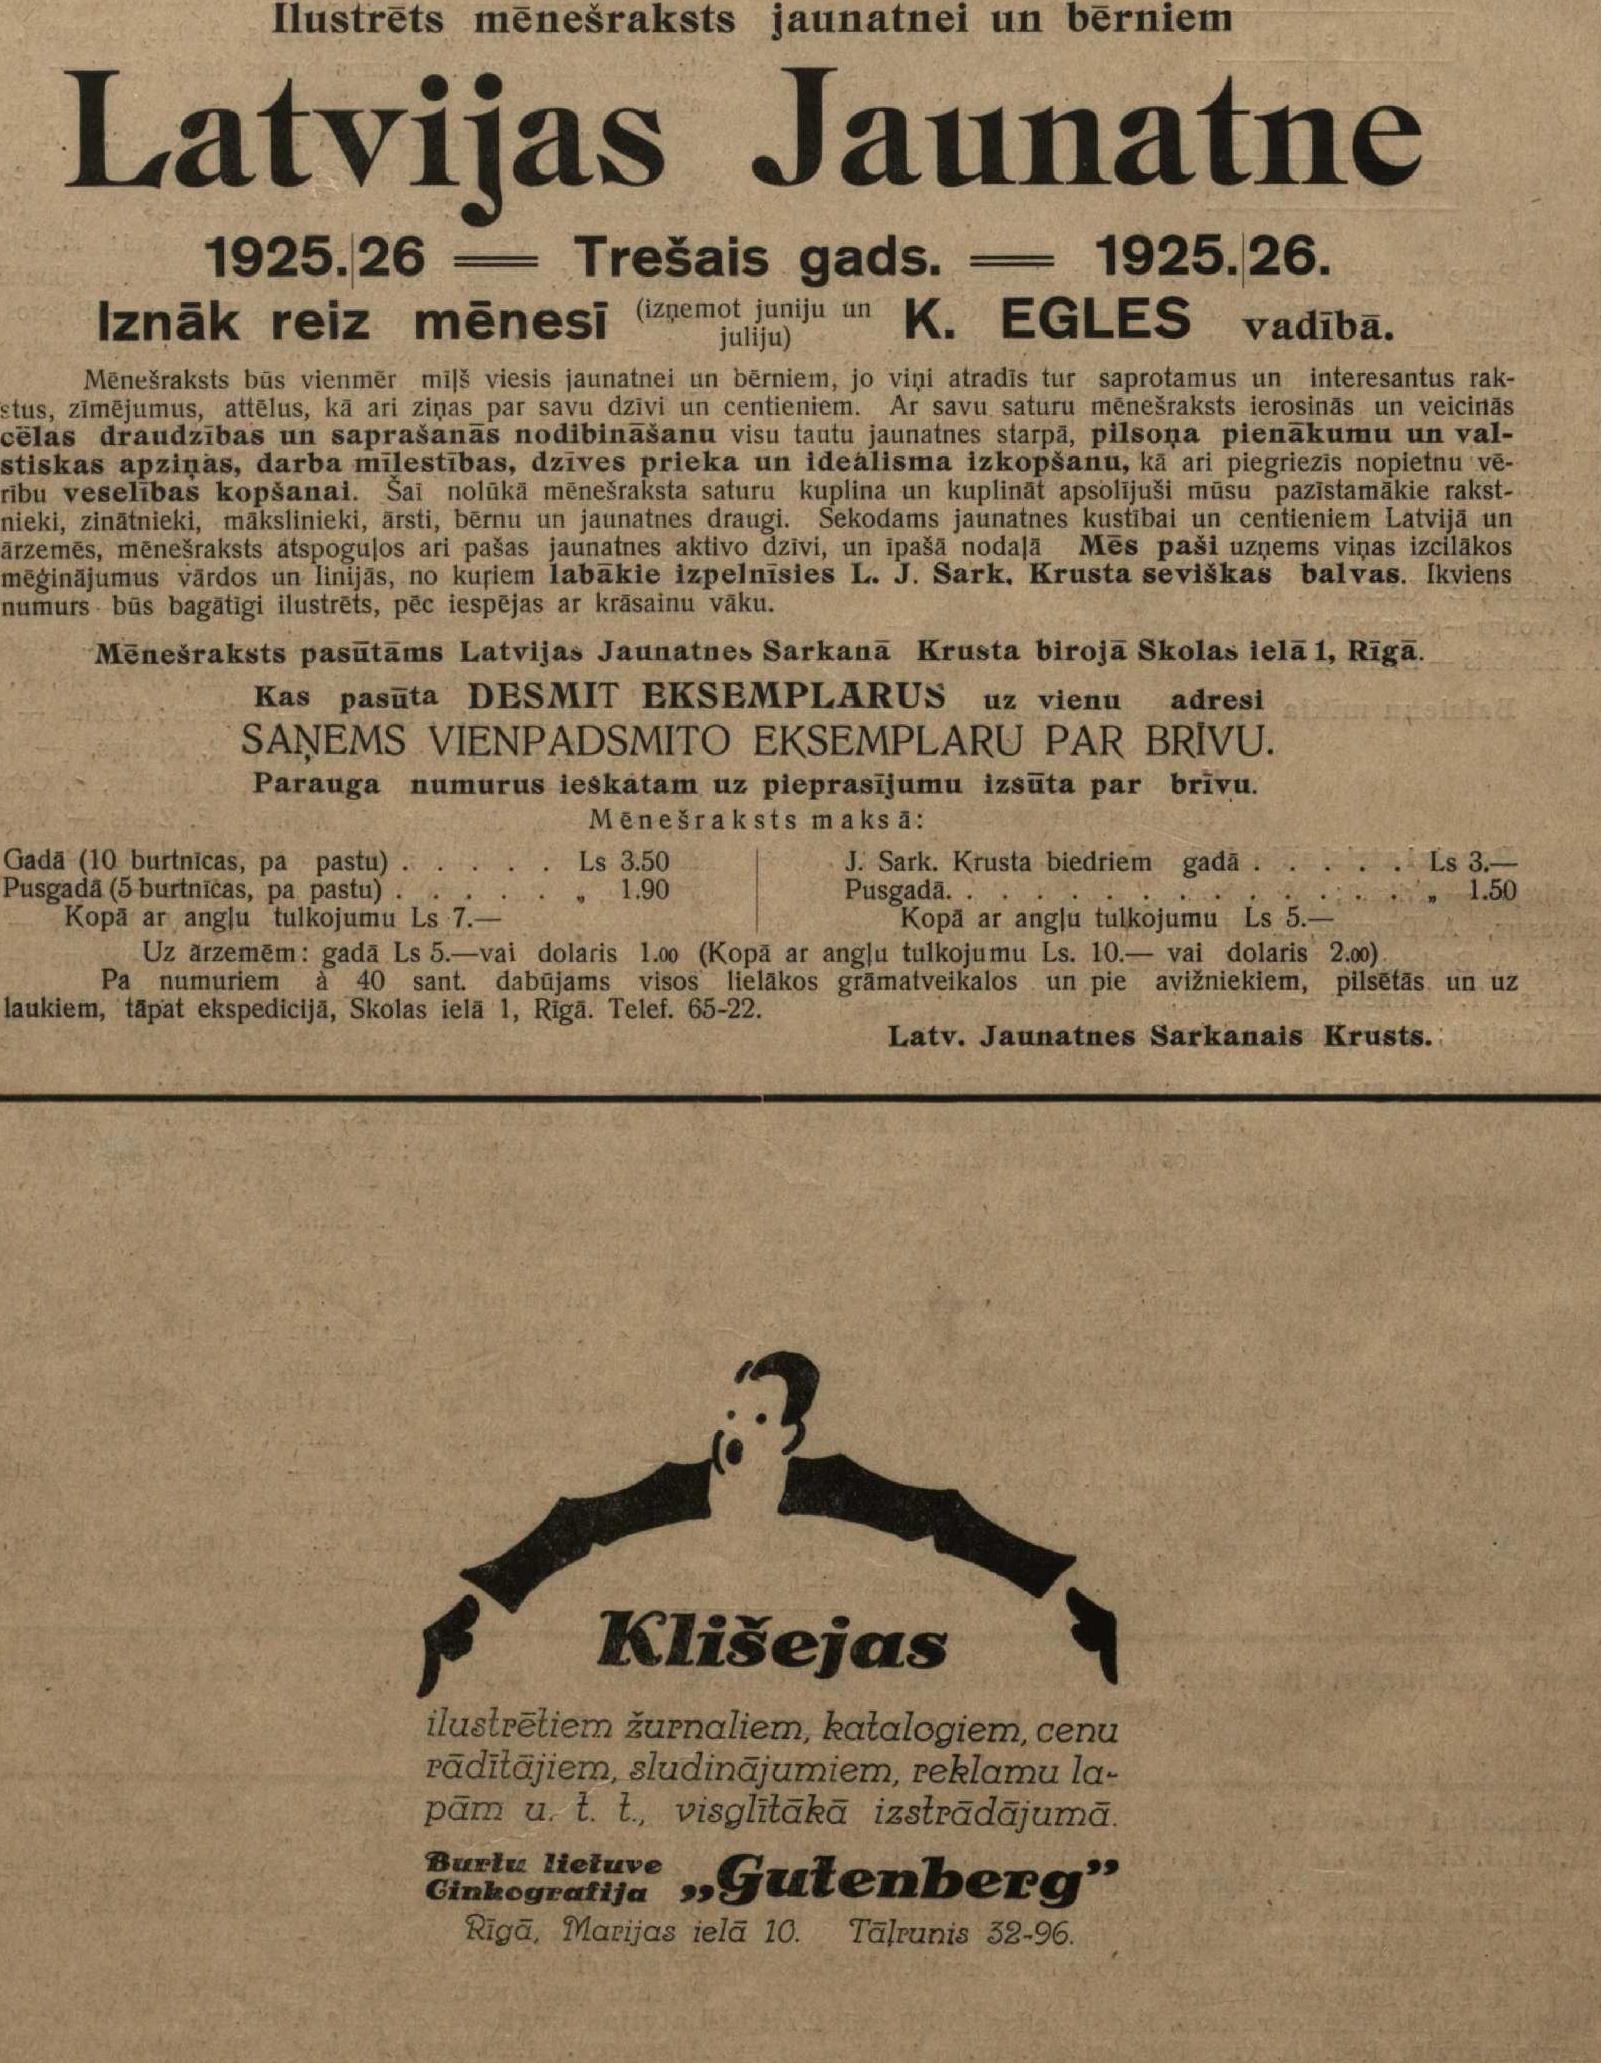 Ilustrēts mēnešraksts jaunatnei un bērniem
Latvijas Jaunatne
1925.|26 = Trešais gads. = 1925.|26.
Iznāk reiz mēnesī (izņemot juniju un juliju) K. EGLES vadībā.
Mēnešraksts būs vienmēr mīļš viesis jaunatnei un bērniem, jo viņi atradīs tur saprotamus un interesantus rak-
stus, zīmējumus, attēlus, kā ari ziņas par savu dzīvi un centieniem. Ar savu saturu mēnešraksts ierosinās un veicinās
cēlas draudzības un saprašanās nodibināšanu visu tautu jaunatnes starpā, pilsoņa pienākumu un val-
stiskas apziņas, darba mīlestības, dzīves prieka un ideālisma izkopšanu, kā ari piegriezīs nopietnu vē-
rību veselības kopšanai. Šai nolūkā mēnešraksta saturu kuplina un kuplināt apsolījuši mūsu pazīstamākie rakst-
nieki, zinātnieki, mākslinieki, ārsti, bērnu un jaunatnes draugi. Sekodams jaunatnes kustībai un centieniem Latvijā un
ārzemēs, mēnešraksts atspoguļos ari pašas jaunatnes aktivo dzīvi, un īpašā nodaļā Mēs paši uzņems viņas izcilākos
mēģinājumus vārdos un linijās, no kuŗiem labākie izpelnīsies L. J. Sark. Krusta sevišķas balvas. Ikviens
numurs būs bagātīgi ilustrēts, pēc iespējas ar krāsainu vāku.
Mēnešraksts pasūtāms Latvijas Jaunatnes Sarkanā Krusta birojā Skolas ielā 1, Rīgā.
Kas pasūta DESMIT EKSEMPLARUS uz vienu adresi
SAŅEMS VIENPADSMITO EKSEMPLARU PAR BRĪVU.
Parauga numurus ieskatam uz pieprasījumu izsūta par brīvu.
Mēnešraksts maksā:
Gadā (10 burtnīcas, pa pastu) . . . . . Ls 3.50
Pusgadā (5 burtnīcas, pa pastu) . . . . . „ 1.90
Kopā ar angļu tulkojumu Ls 7.—
J. Sark. Krusta biedriem gadā . . . . . Ls 3.—
Pusgadā. . . . . . . . . . . . . „ 1.50
Kopā ar angļu tulkojumu Ls 5.—
Uz ārzemēm: gadā Ls 5.—vai dolaris 1.00 (Kopā ar angļu tulkojumu Ls. 10.— vai dolaris 2.00)
Pa numuriem à 40 sant. dabūjams visos lielākos grāmatveikalos un pie avižniekiem, pilsētās un uz
laukiem, tāpat ekspedicijā, Skolas ielā 1, Rīgā. Telef. 65-22.
Latv. Jaunatnes Sarkanais Krusts.
Klišejas
ilustrētiem žurnaliem, katalogiem, cenu
rādītājiem, sludinājumiem, reklamu la-
pām u. t. t., visglītākā izstrādājumā.
Burtu lietuve
Cinkografija „Gutenberg”
Rīgā, Marijas ielā 10. Tāļrunis 32-96.